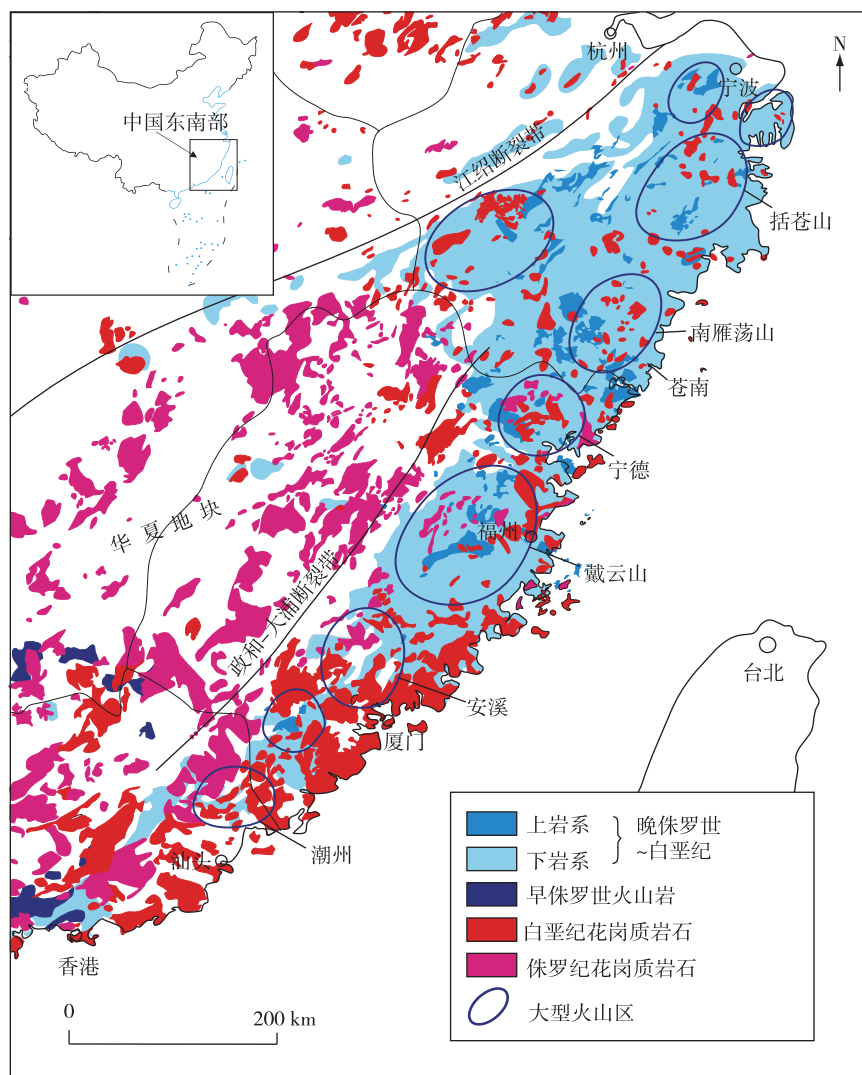 中国东南部
N
杭州
宁波
江绍断裂带
括苍山
南雁荡山
苍南
宁德
华夏地块
福州
戴云山
政和-大浦断裂带
台北
安溪
厦门
潮州
汕头
香港
0
200 km
上岩系
下岩系
晚侏罗世
~白垩纪
早侏罗世火山岩
白垩纪花岗质岩石
侏罗纪花岗质岩石
大型火山区